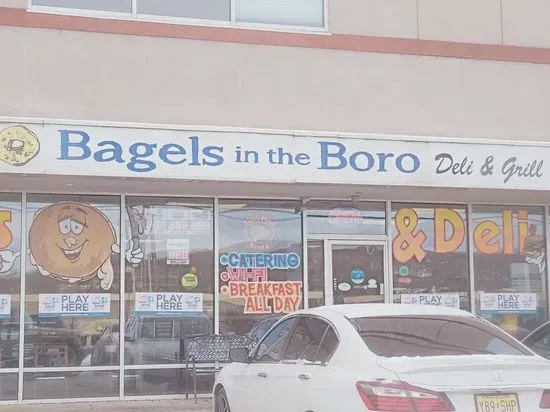 Bagels in the Boro Deli & Grill
& Deli
OPEN
CATERING
WI-FI
BREAKFAST
ALL DAY
PLAY
HERE
PLAY
HERE
PLAY
HERE
PLAY
HERE